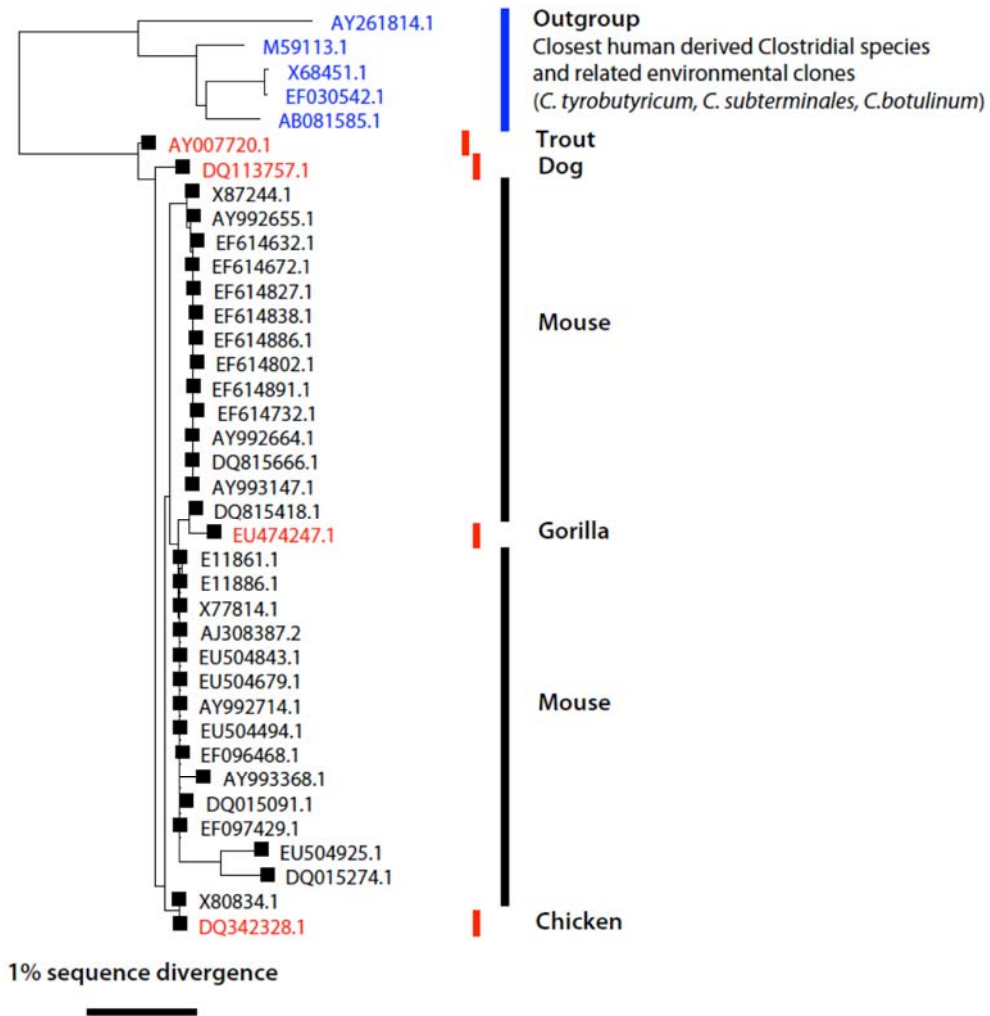 AY261814.1
Outgroup
M59113.1
Closest human derived Clostridial species
X68451.1
and related environmental clones
EF030542.1
(C. tyrobutyricum, C. subterminales, C.botulinum)
AB081585.1
AY007720.1
Trout
DQ113757.1
Dog
X87244.1
AY992655.1
EF614632.1
EF614672.1
EF614827.1
EF614838.1
Mouse
EF614886.1
EF614802.1
EF614891.1
EF614732.1
AY992664.1
DQ815666.1
AY993147.1
DQ815418.1
EU474247.1
Gorilla
E11861.1
E11886.1
X77814.1
AJ308387.2
EU504843.1
EU504679.1
AY992714.1
Mouse
EU504494.1
EF096468.1
AY993368.1
DQ015091.1
EF097429.1
EU504925.1
DQ015274.1
X80834.1
DQ342328.1
Chicken
1% sequence divergence